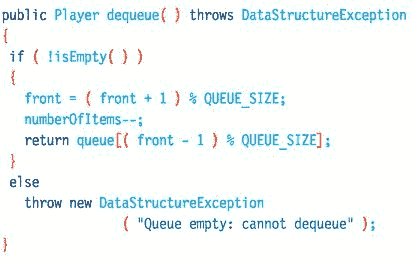 public Player dequeue( ) throws DataStructureException
{
if ( !isEmpty( ) )
{
front = ( front + 1 ) % QUEUE_SIZE;
numberOfItems--;
return queue[( front - 1 ) % QUEUE_SIZE];
}
else
throw new DataStructureException
( "Queue empty: cannot dequeue" );
}